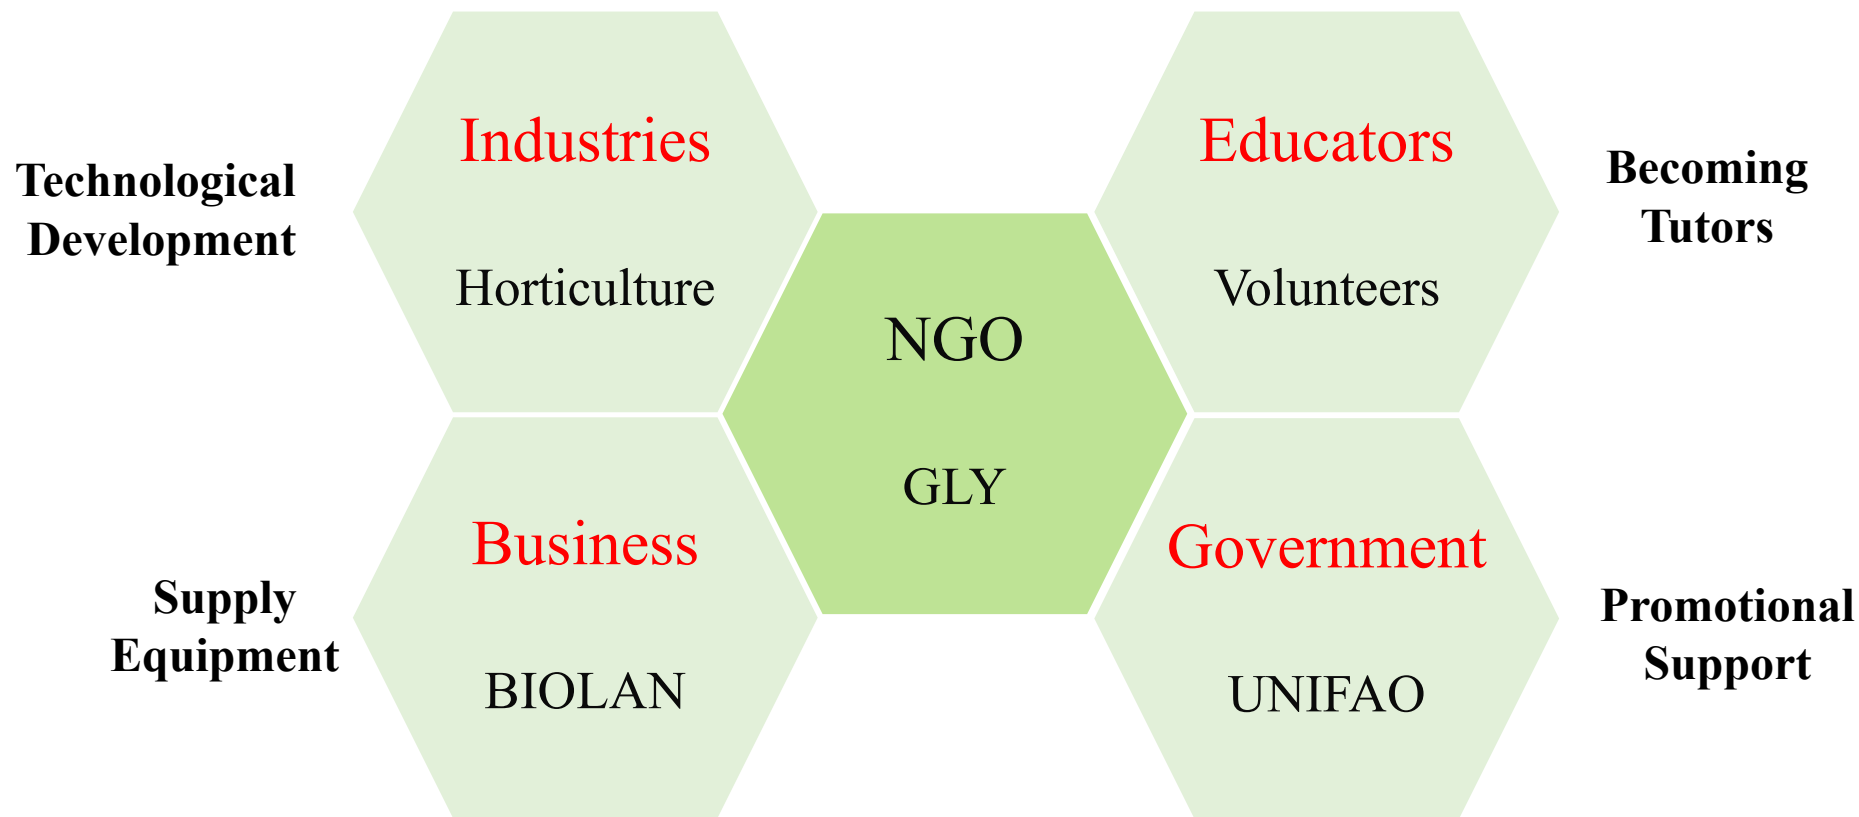 Technological
Development
Industries
Horticulture
Educators
Volunteers
Becoming
Tutors
NGO
GLY
Supply
Equipment
Business
BIOLAN
Government
UNIFAO
Promotional
Support